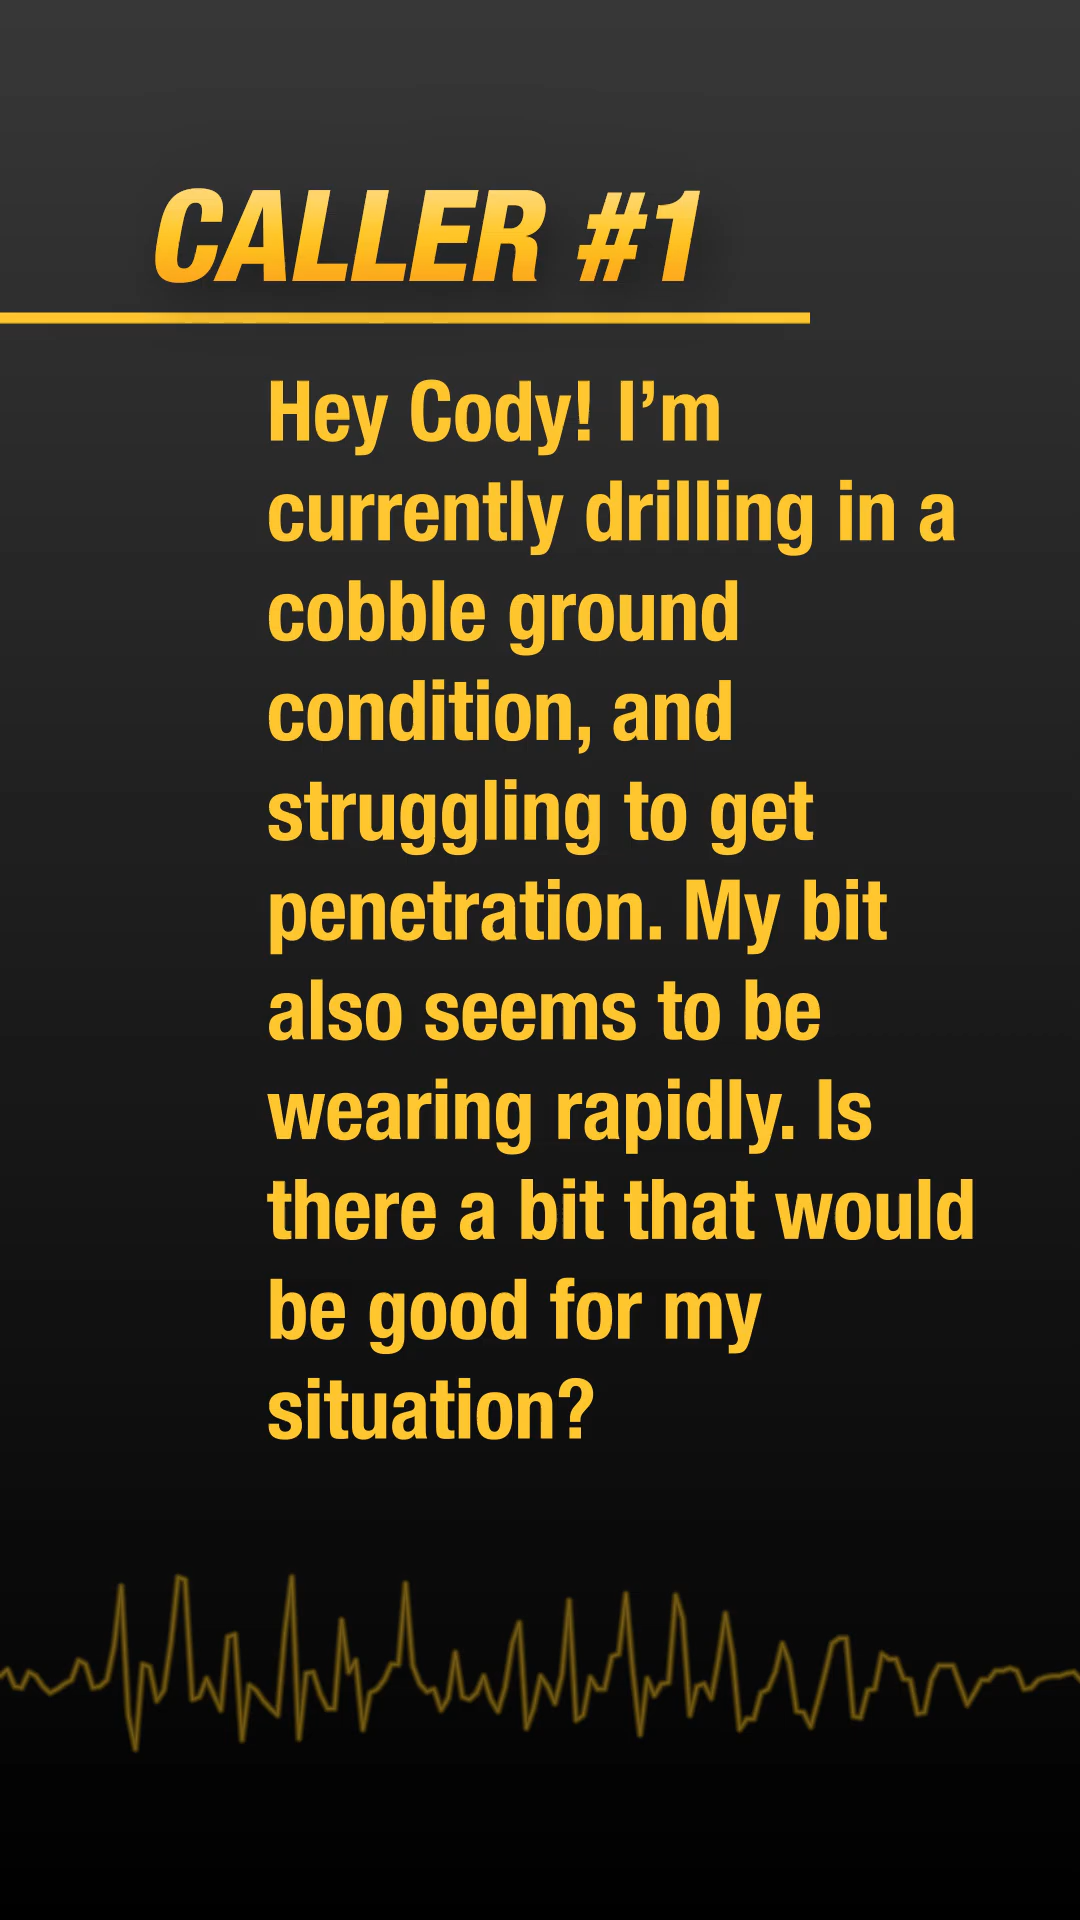 CALLER #1
Hey Cody! I’m
currently drilling in a
cobble ground
condition, and
struggling to get
penetration. My bit
also seems to be
wearing rapidly. Is
there a bit that would
be good for my
situation?